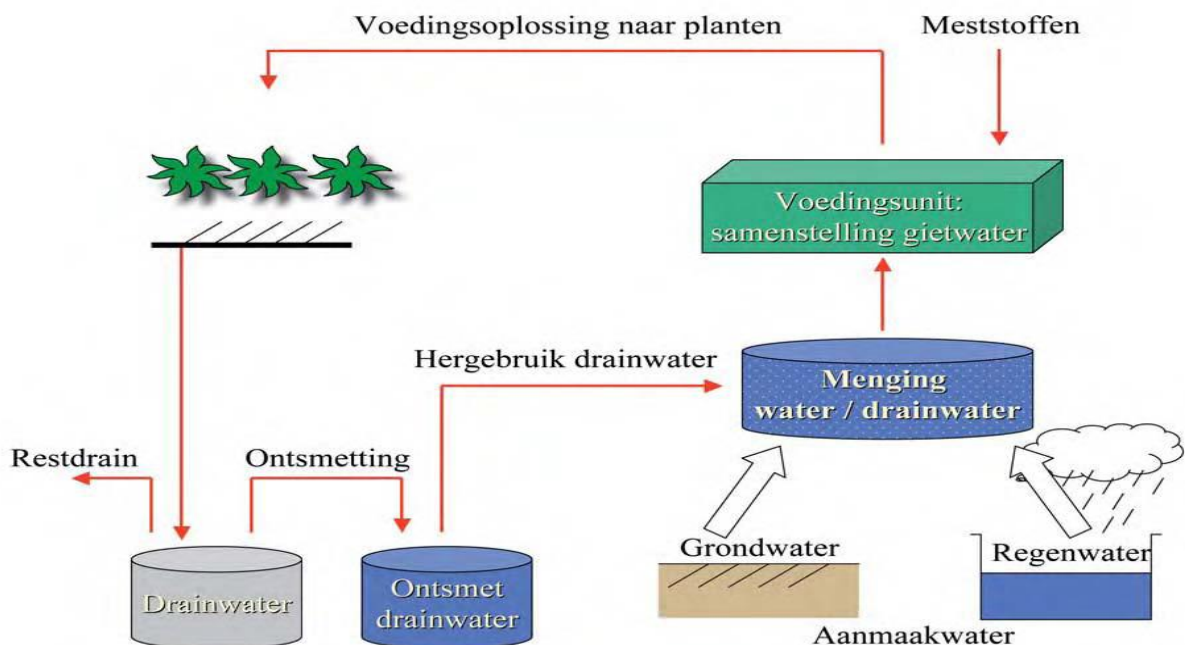 Voedingsoplossing naar planten
Meststoffen
Voedingsunit:
samenstelling gietwater
Hergebruik drainwater
Menging
water / drainwater
Restdrain
Ontsmetting
Grondwater
Regenwater
Drainwater
Ontsmet
drainwater
Aanmaakwater